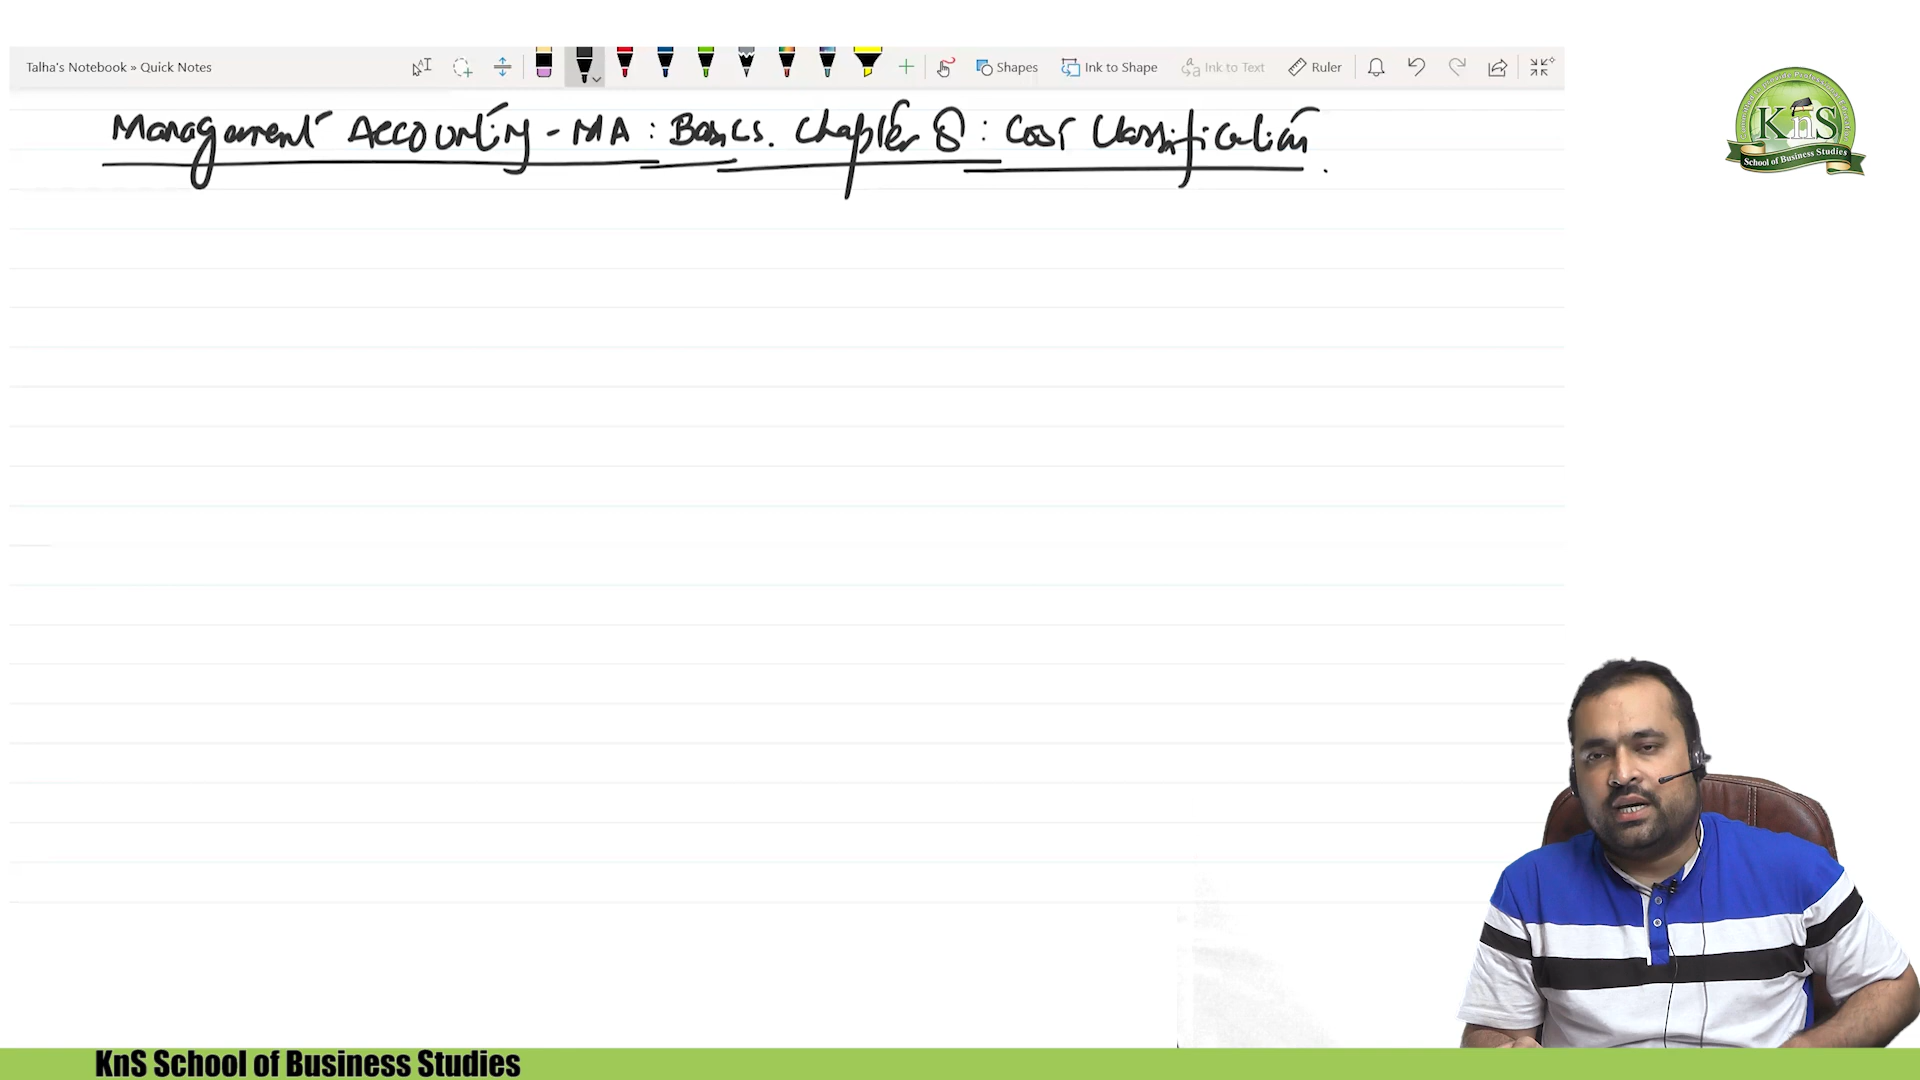 Talha's Notebook » Quick Notes
Shapes
Ink to Shape
Ink to Text
Ruler
Management Accounting - MA : Basics. Chapter 8 : Cost Classification.
KnS
School of Business Studies
KnS School of Business Studies